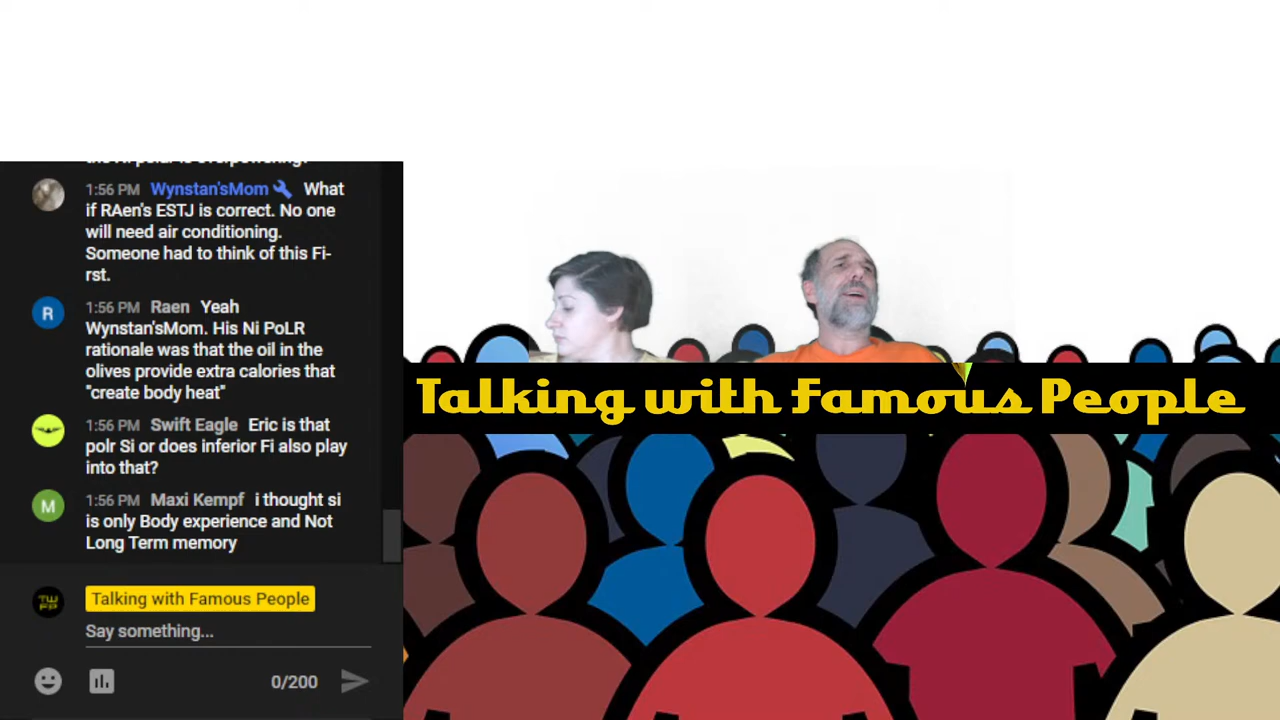 1:56 PM Wynstan'sMom What
if RAen's ESTJ is correct. No one
will need air conditioning.
Someone had to think of this Fi-
rst.
1:56 PM Raen Yeah
Wynstan'sMom. His Ni PoLR
rationale was that the oil in the
olives provide extra calories that
"create body heat"
1:56 PM Swift Eagle Eric is that
polr Si or does inferior Fi also play
into that?
1:56 PM Maxi Kempf i thought si
is only Body experience and Not
Long Term memory
TW
FP
Talking with Famous People
Say something...
0/200
R
M
Talking with Famous People